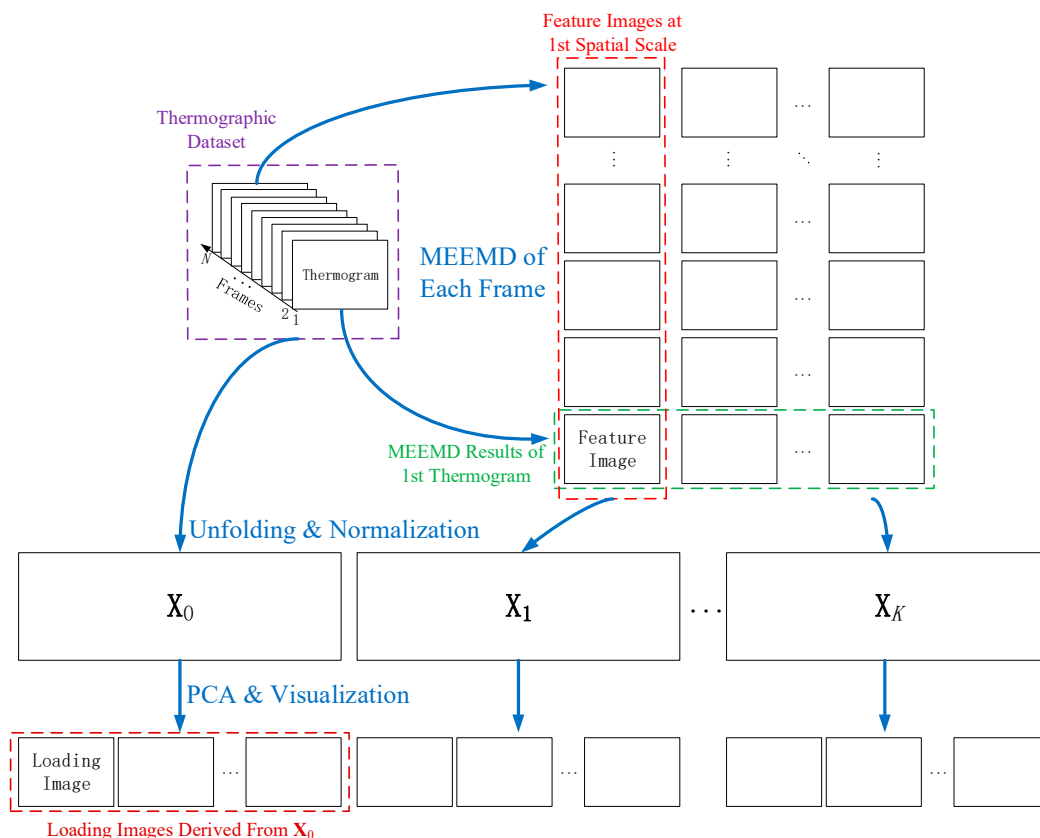 Feature Images at
1st Spatial Scale
Thermographic
Dataset
...
...
N
...
Frames
2 1
Thermogram
MEEMD of
Each Frame
...
...
...
MEEMD Results of
1st Thermogram
Feature
Image
...
Unfolding & Normalization
X₀
X₁
...
X_K
PCA & Visualization
Loading
Image
...
...
...
Loading Images Derived From X₀